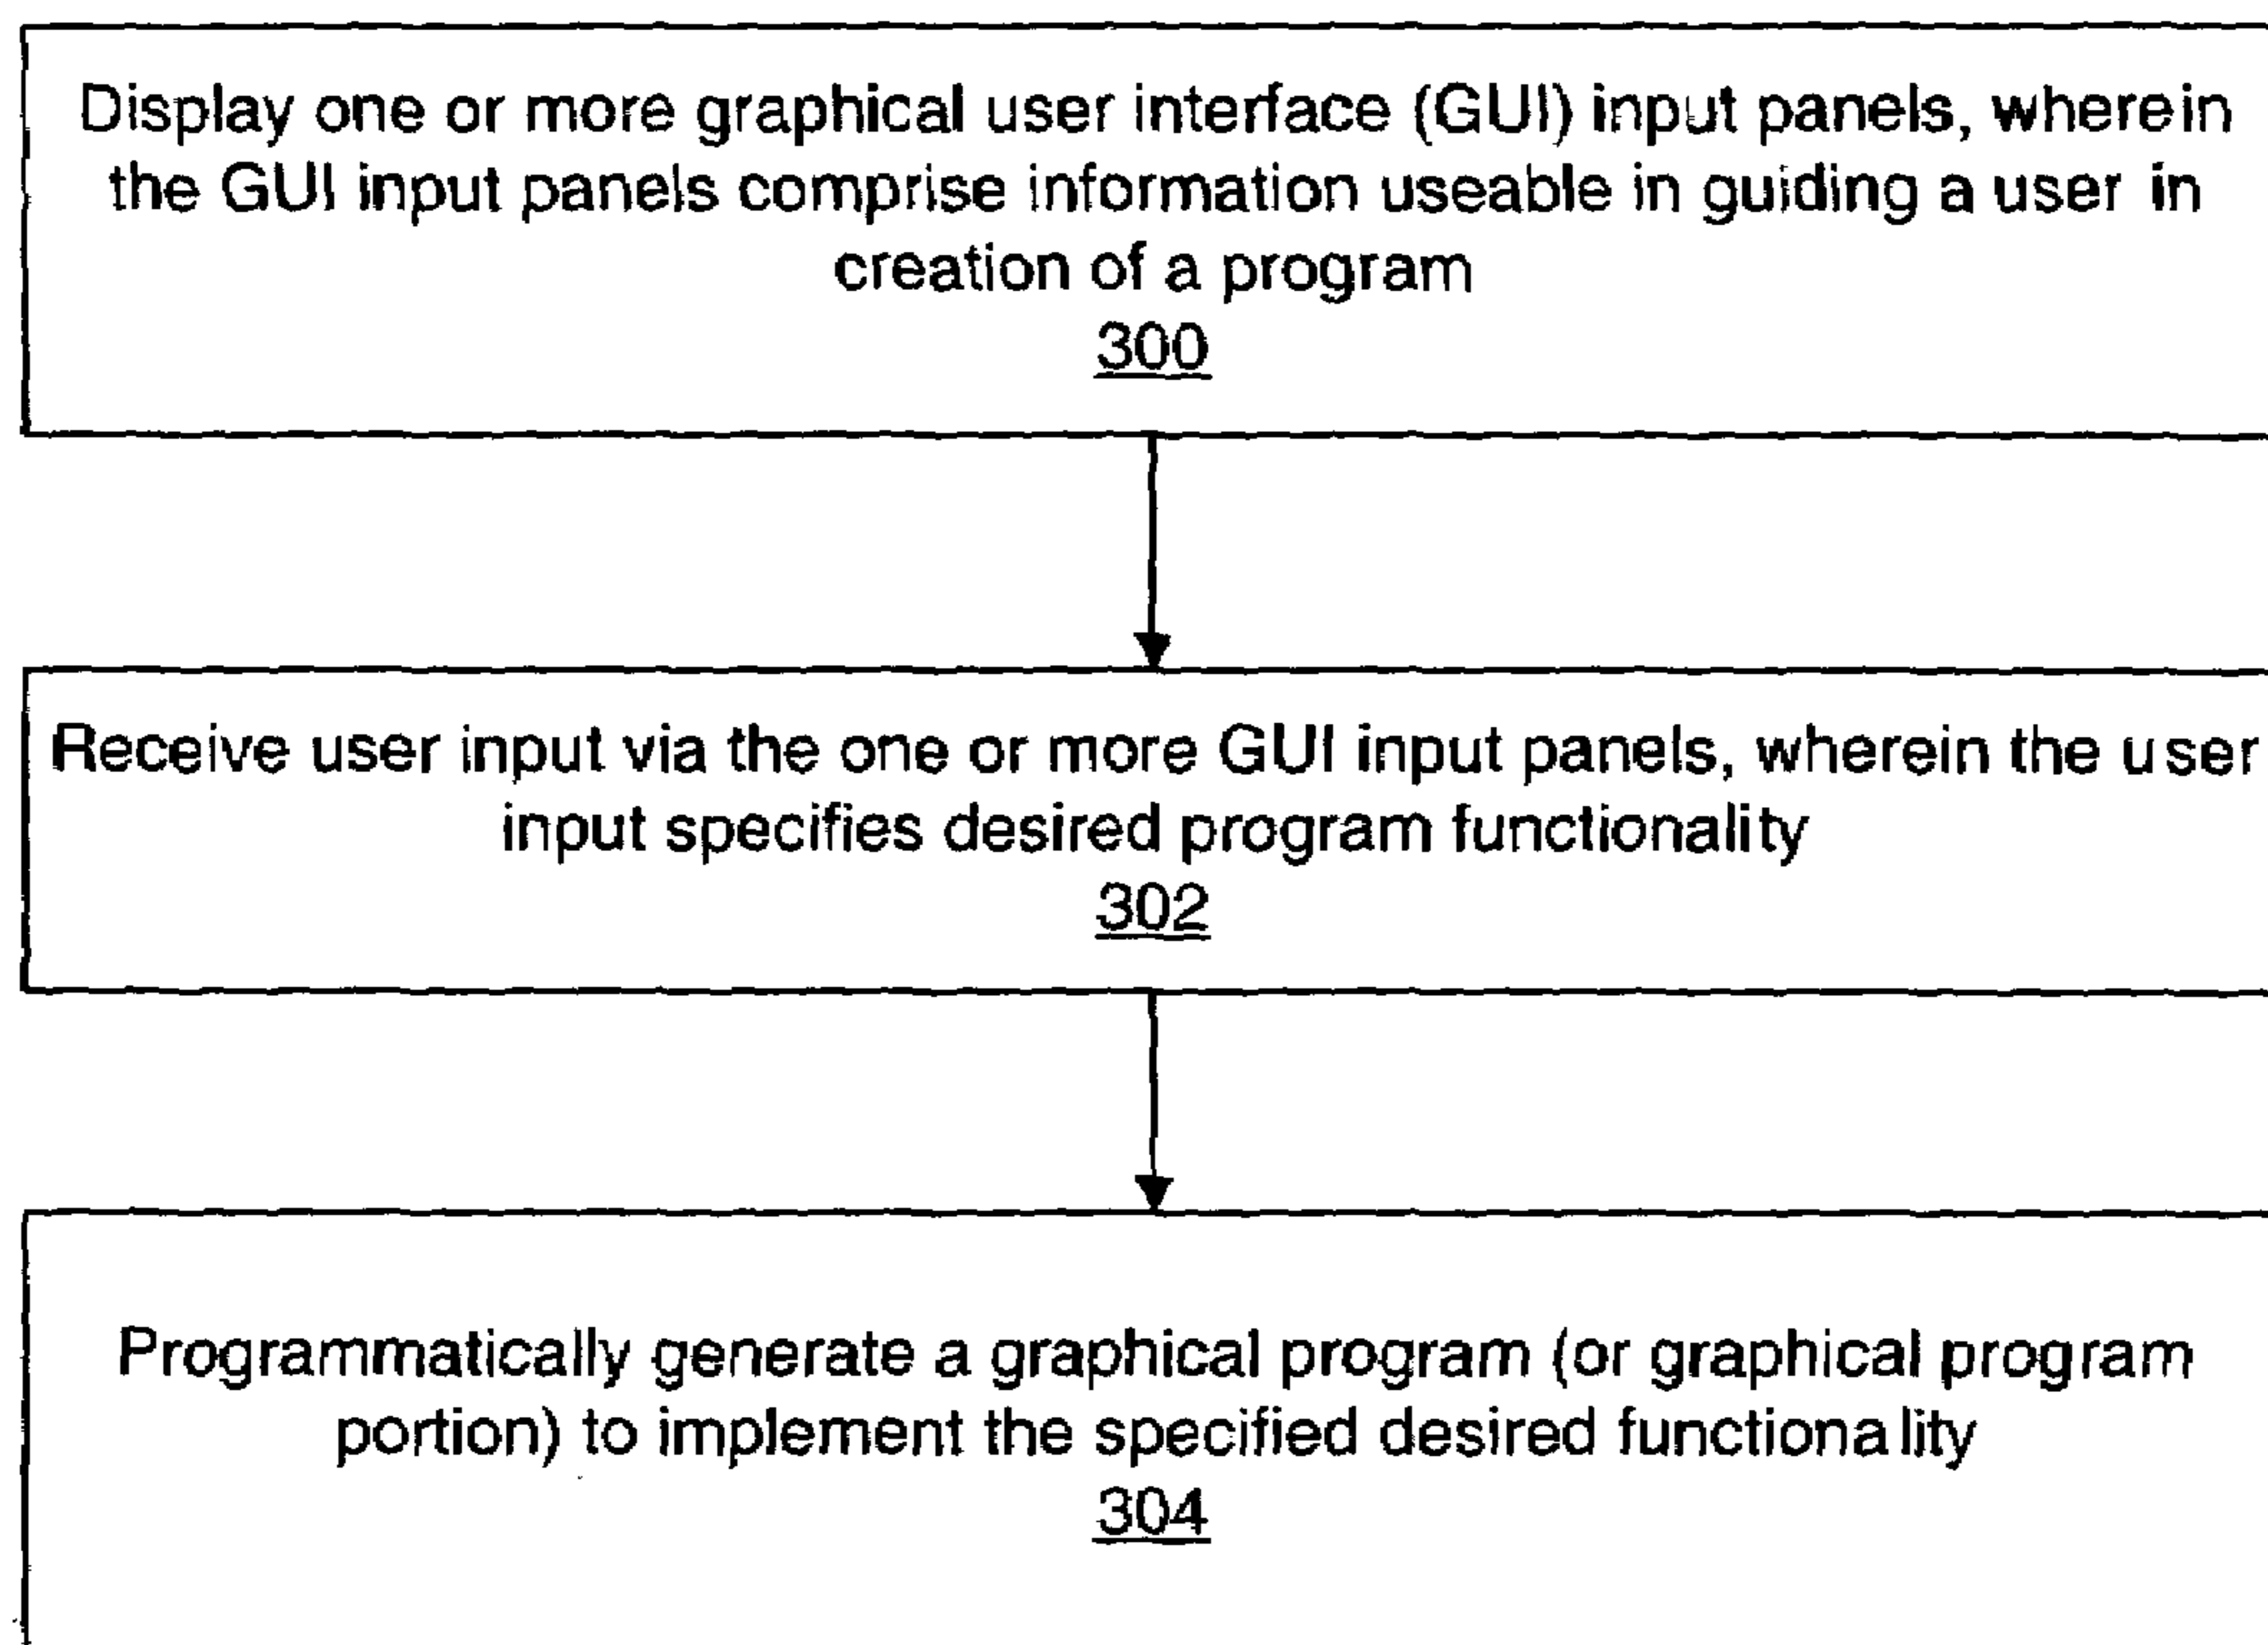 Display one or more graphical user interface (GUI) input panels, wherein
the GUI input panels comprise information useable in guiding a user in
creation of a program
300
Receive user input via the one or more GUI input panels, wherein the user
input specifies desired program functionality
302
Programmatically generate a graphical program (or graphical program
portion) to implement the specified desired functionality
304